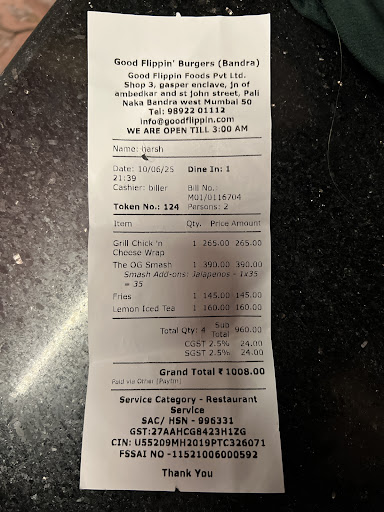 Good Flippin' Burgers (Bandra)
Good Flippin Foods Pvt Ltd.
Shop 3, gasper enclave, jn of
ambedkar and st john street, Pali
Naka Bandra west Mumbai 50
Tel: 98922 01112
info@goodflippin.com
WE ARE OPEN TILL 3:00 AM
Name: harsh
Date: 10/06/25 Dine In: 1
21:39
Cashier: biller Bill No.
M01/0116704
Token No.: 124 Persons: 2
Item Qty. Price Amount
Grill Chick 'n 1 265.00 265.00
Cheese Wrap
The OG Smash 1 390.00 390.00
Smash Add-ons: Jalapenos - 1x35
= 35
Fries 1 145.00 145.00
Lemon Iced Tea 1 160.00 160.00
Total Qty: 4 Sub 960.00
Total
CGST 2.5% 24.00
SGST 2.5% 24.00
Grand Total ₹ 1008.00
Paid via Other (Paytm)
Service Category - Restaurant
Service
SAC/ HSN - 996331
GST:27AAHCG8423H1ZG
CIN: U55209MH2019PTC326071
FSSAI NO -11521006000592
Thank You